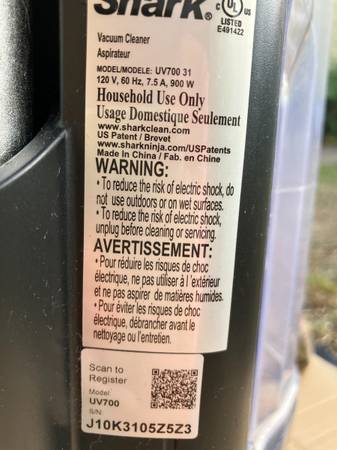 Shark®
c UL us
LISTED
E491422
Vacuum Cleaner
Aspirateur
MODEL/MODELE: UV700 31
120 V, 60 Hz, 7.5 A, 900 W
Household Use Only
Usage Domestique Seulement
www.sharkclean.com
US Patent / Brevet
www.sharkninja.com/USPatents
Made in China / Fab. en Chine
WARNING:
• To reduce the risk of electric shock, do
not use outdoors or on wet surfaces.
• To reduce the risk of electric shock,
unplug before cleaning or servicing.
AVERTISSEMENT:
• Pour réduire les risques de choc
électrique, ne pas utiliser à l'extérieur
et ne pas aspirer de matières humides.
• Pour éviter les risques de choc
électrique, débrancher avant le
nettoyage ou l'entretien.
Scan to
Register
Model
UV700
S/N:
J10K3105Z5Z3